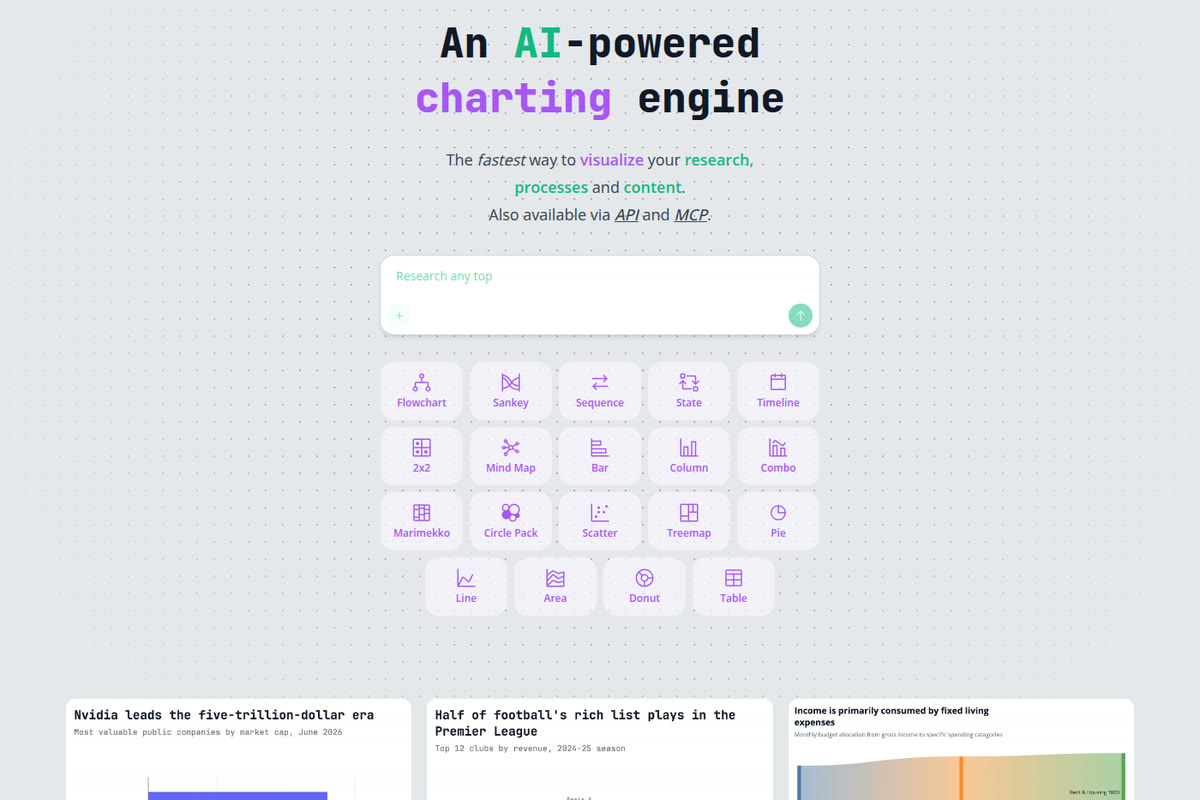 An AI-powered
charting engine
The fastest way to visualize your research,
processes and content.
Also available via API and MCP.
Research any top
Flowchart
Sankey
Sequence
State
Timeline
2x2
Mind Map
Bar
Column
Combo
Marimekko
Circle Pack
Scatter
Treemap
Pie
Line
Area
Donut
Table
Nvidia leads the five-trillion-dollar era
Most valuable public companies by market cap, June 2026
Half of football's rich list plays in the
Premier League
Top 12 clubs by revenue, 2024-25 season
Income is primarily consumed by fixed living
expenses
Monthly budget allocation from gross income to specific spending categories
Rent & Housing